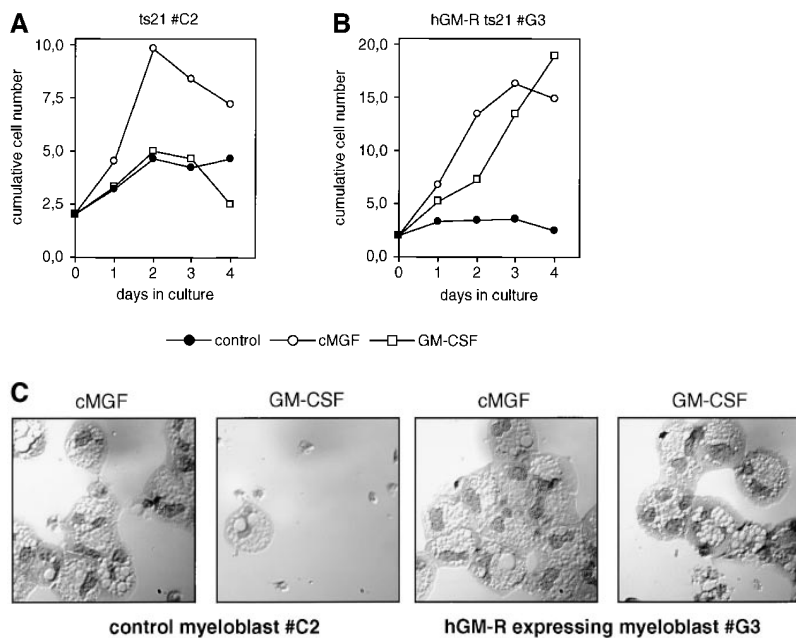 A
ts21 #C2
cumulative cell number
10,0
7,5
5,0
2,5
0,0
0 1 2 3 4
days in culture
B
hGM-R ts21 #G3
cumulative cell number
20,0
15,0
10,0
5,0
0,0
0 1 2 3 4
days in culture
control cMGF GM-CSF
C
cMGF GM-CSF cMGF GM-CSF
control myeloblast #C2 hGM-R expressing myeloblast #G3